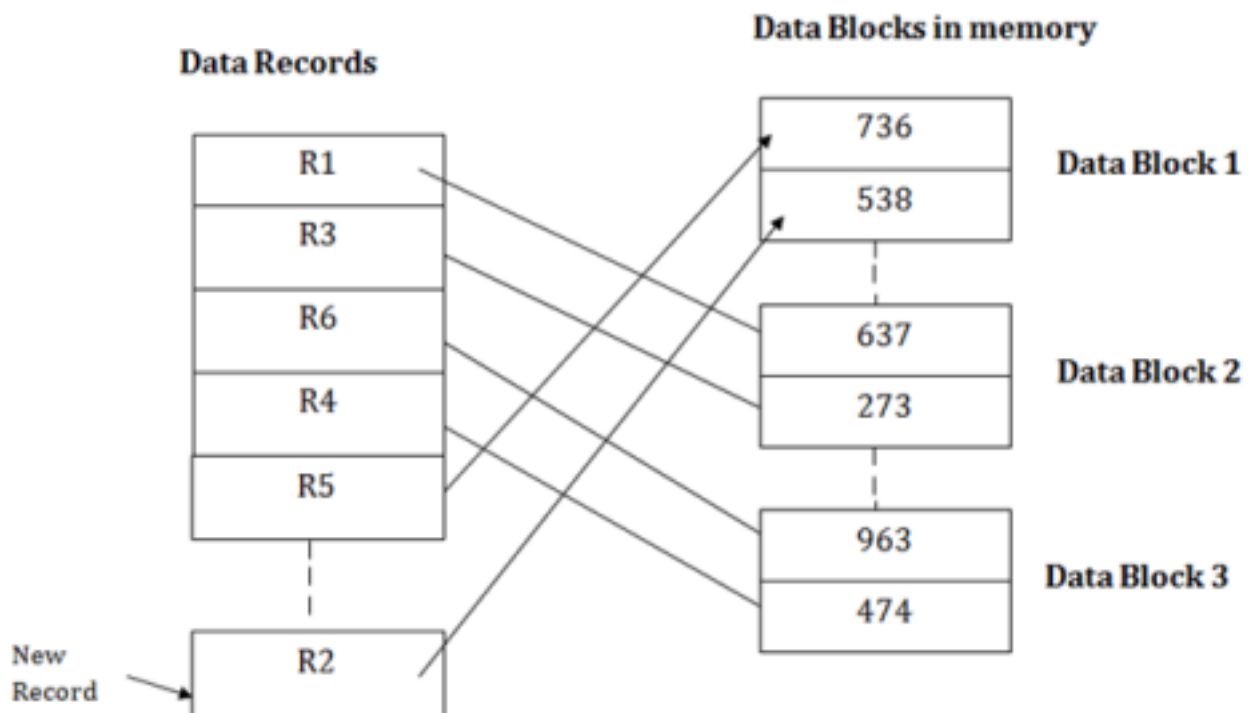 Data Records
R1
R3
R6
R4
R5
R2
New
Record
Data Blocks in memory
736
538
Data Block 1
637
273
Data Block 2
963
474
Data Block 3